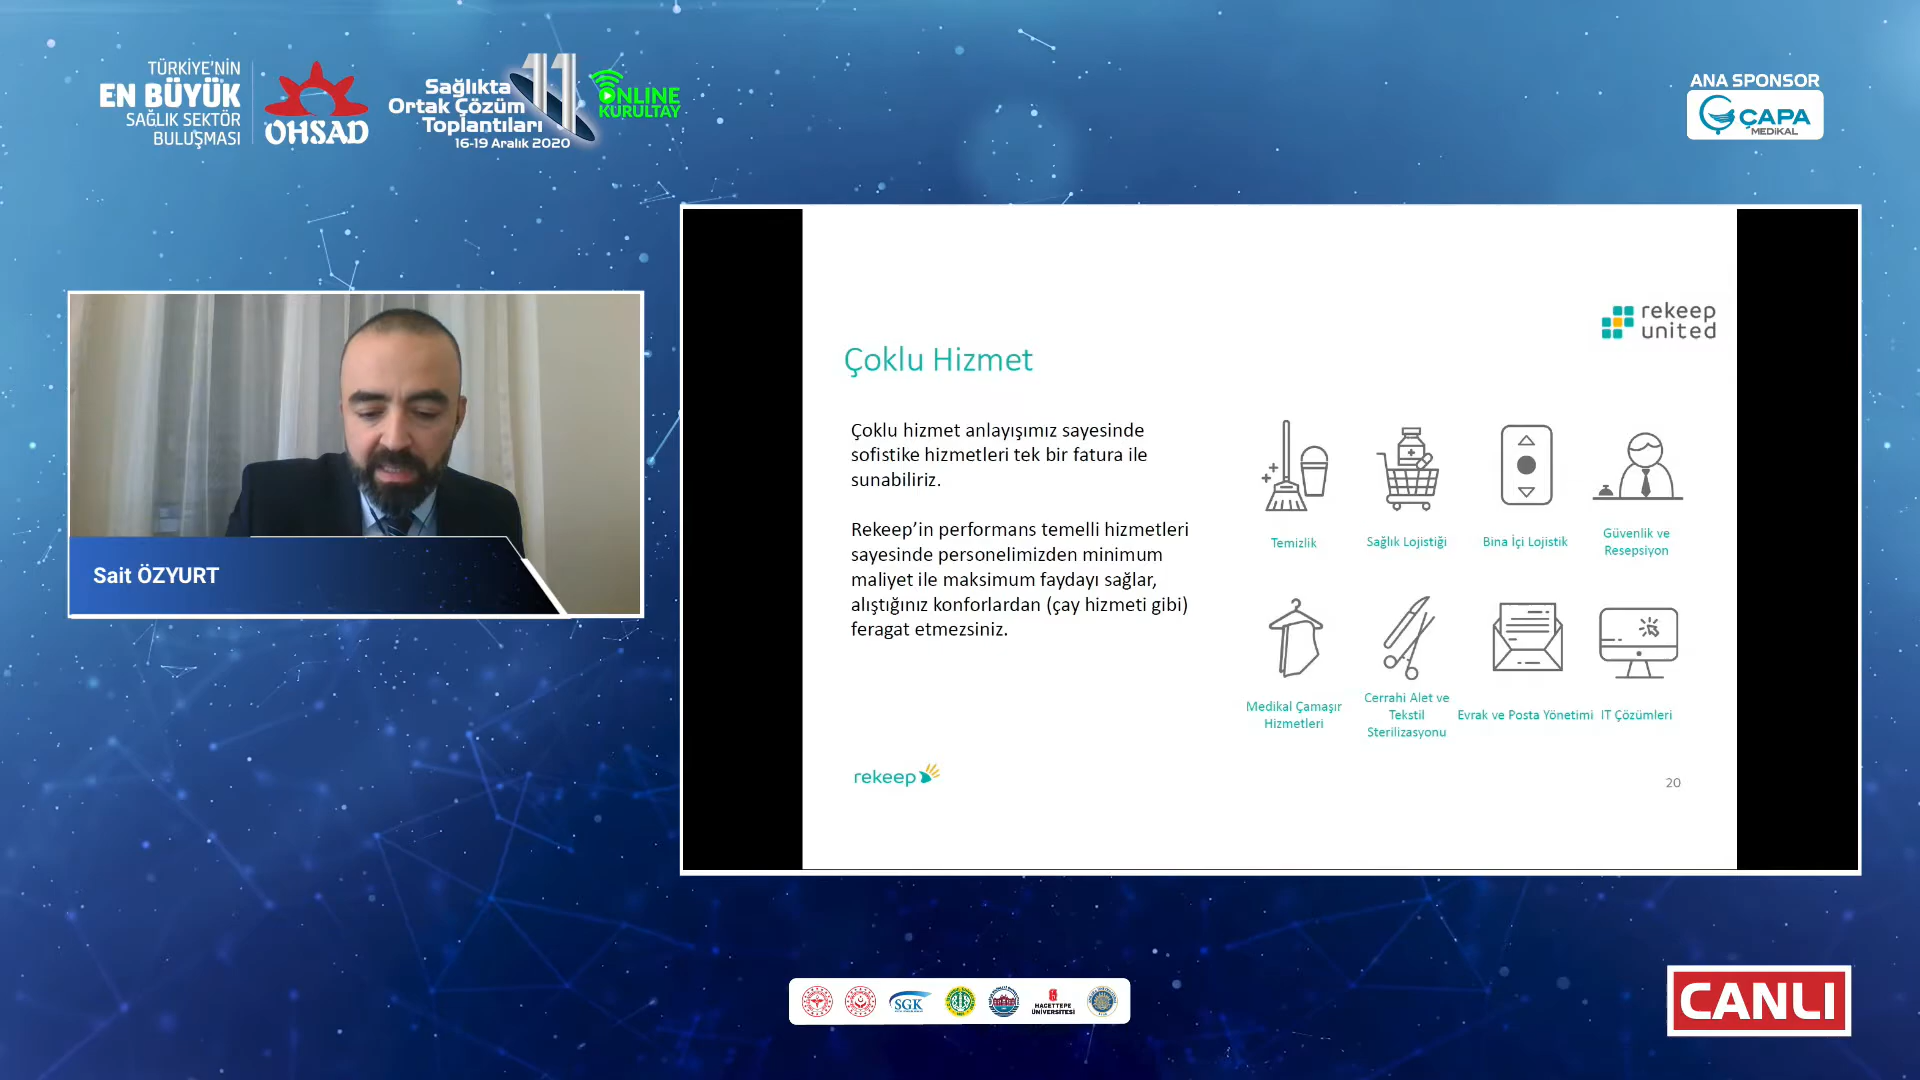 TÜRKİYE'NİN
EN BÜYÜK
SAĞLIK SEKTÖR
BULUŞMASI
OHSAD
Sağlıkta
Ortak Çözüm
Toplantıları
11
16-19 Aralık 2020
ONLINE
KURULTAY
ANA SPONSOR
ÇAPA
MEDİKAL
Sait ÖZYURT
rekeep
united
Çoklu Hizmet
Çoklu hizmet anlayışımız sayesinde
sofistike hizmetleri tek bir fatura ile
sunabiliriz.
Rekeep'in performans temelli hizmetleri
sayesinde personelimizden minimum
maliyet ile maksimum faydayı sağlar,
alıştığınız konforlardan (çay hizmeti gibi)
feragat etmezsiniz.
Temizlik
Sağlık Lojistiği
Bina İçi Lojistik
Güvenlik ve
Resepsiyon
Medikal Çamaşır
Hizmetleri
Cerrahi Alet ve
Tekstil
Sterilizasyonu
Evrak ve Posta Yönetimi
IT Çözümleri
rekeep
20
SGK
HACETTEPE
ÜNİVERSİTESİ
CANLI